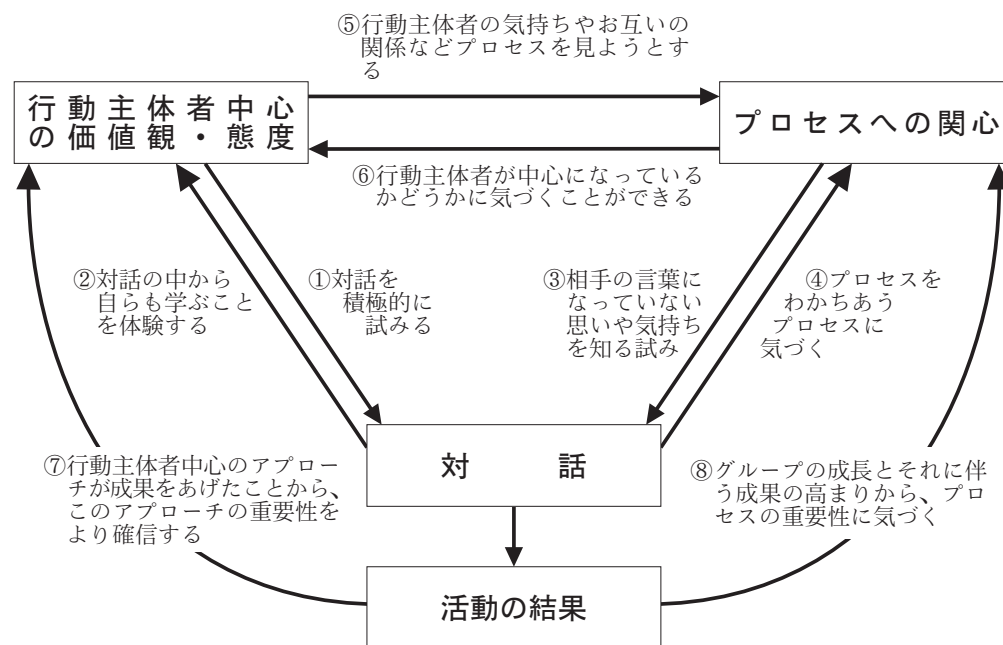 ⑤行動主体者の気持ちやお互いの
関係などプロセスを見ようとす
る
行動主体者中心
の価値観・態度
プロセスへの関心
⑥行動主体者が中心になっている
かどうかに気づくことができる
②対話の中から
自らも学ぶこと
を体験する
①対話を
積極的に
試みる
③相手の言葉に
なっていない
思いや気持ち
を知る試み
④プロセスを
わかちあう
プロセスに
気づく
対話
⑦行動主体者中心のアプロー
チが成果をあげたことから、
このアプローチの重要性を
より確信する
⑧グループの成長とそれに伴
う成果の高まりから、プロ
セスの重要性に気づく
活動の結果